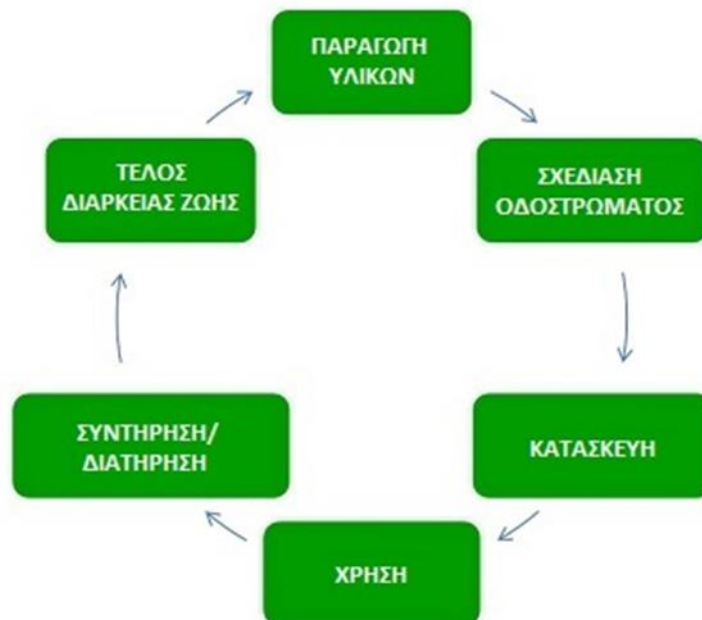 ΠΑΡΑΓΩΓΗ
ΥΛΙΚΩΝ
ΣΧΕΔΙΑΣΗ
ΟΔΟΣΤΡΩΜΑΤΟΣ
ΚΑΤΑΣΚΕΥΗ
ΧΡΗΣΗ
ΣΥΝΤΗΡΗΣΗ/
ΔΙΑΤΗΡΗΣΗ
ΤΕΛΟΣ
ΔΙΑΡΚΕΙΑΣ ΖΩΗΣ